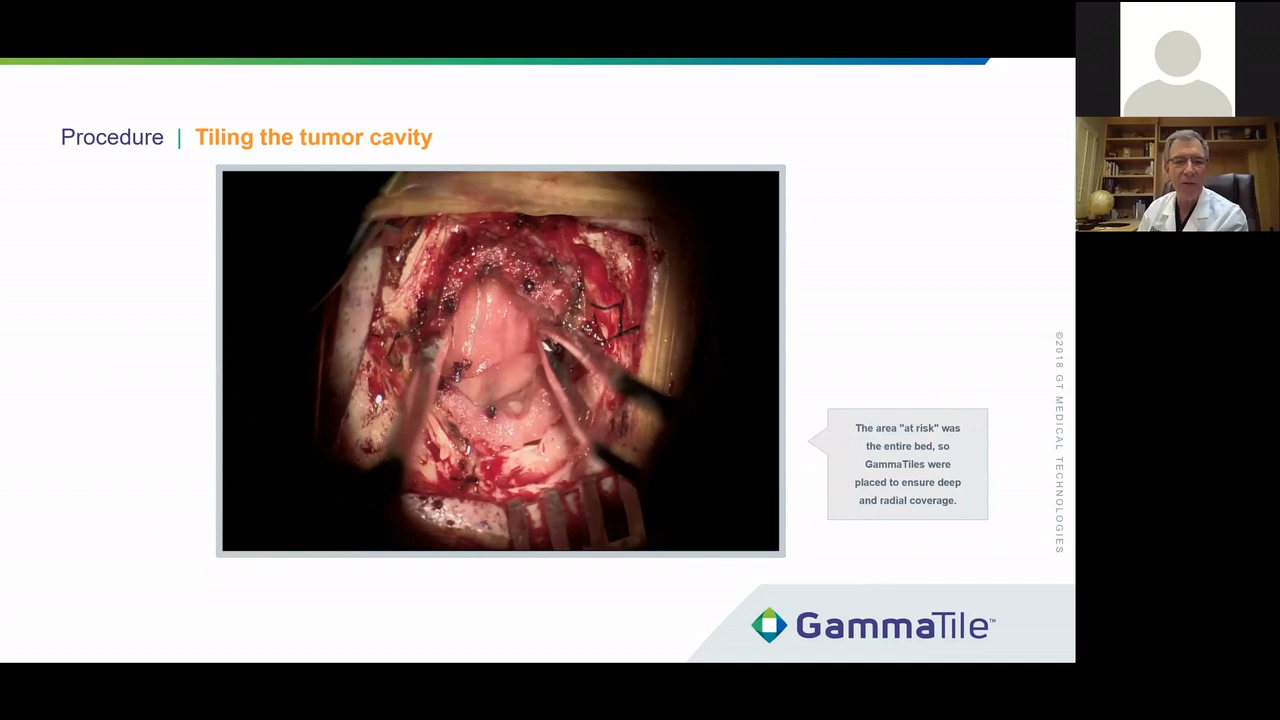 Procedure | Tiling the tumor cavity
The area "at risk" was
the entire bed, so
GammaTiles were
placed to ensure deep
and radial coverage.
©2018 GT MEDICAL TECHNOLOGIES
GammaTile™